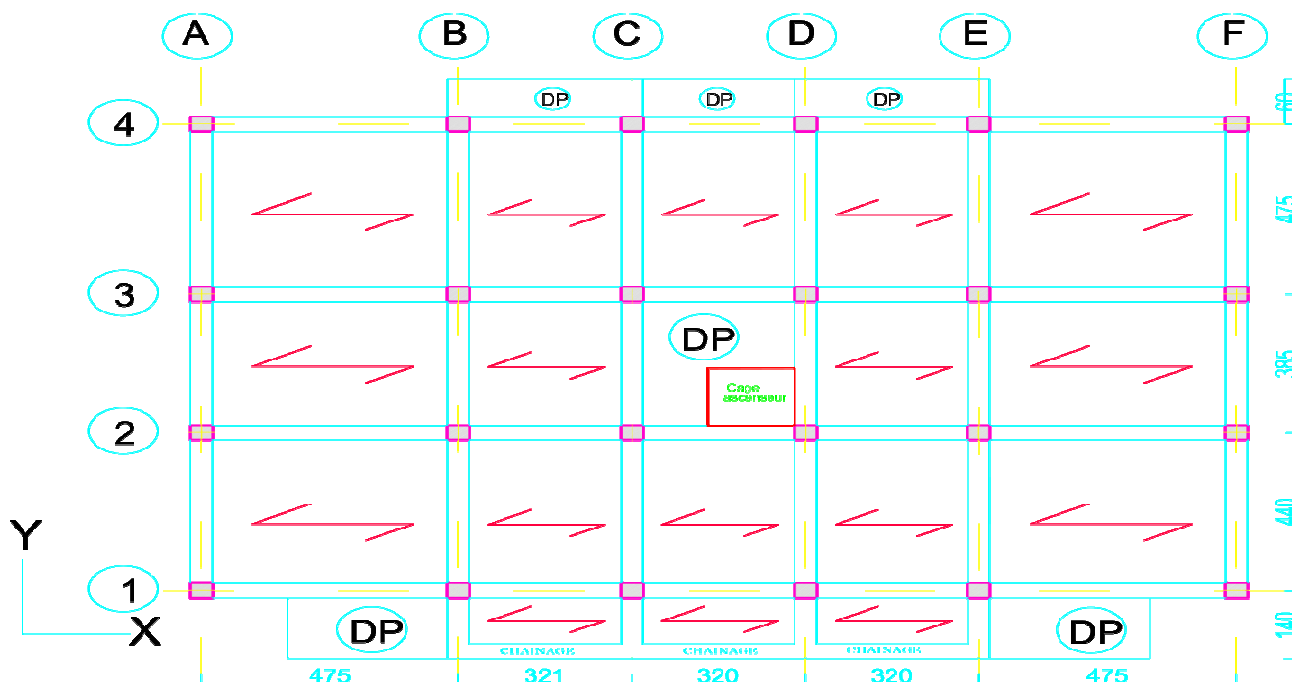 A B C D E F
DP DP DP
60
4
475
3
DP
385
Cage
ascenseur
2
440
Y
1
DP DP
X
140
CHAINAGE CHAINAGE CHAINAGE
475 321 320 320 475